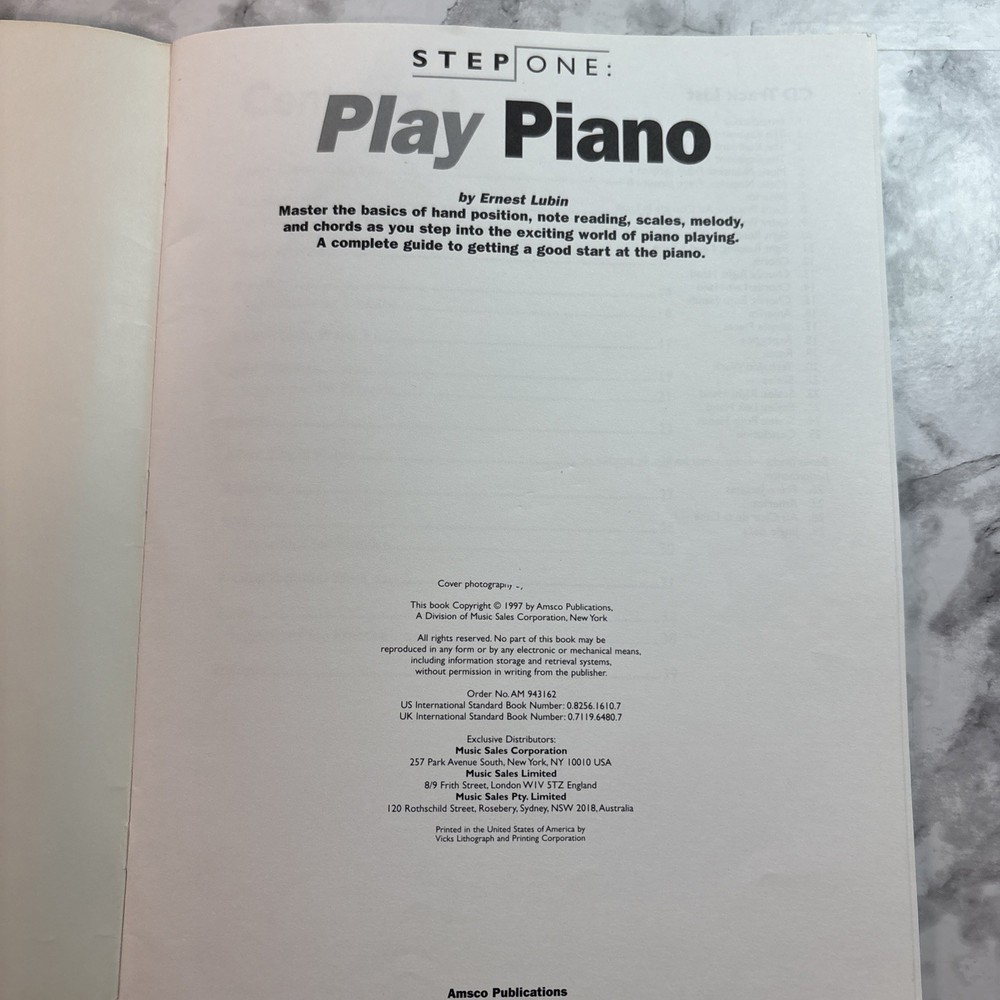 STEP ONE:
Play Piano
by Ernest Lubin
Master the basics of hand position, note reading, scales, melody,
and chords as you step into the exciting world of piano playing.
A complete guide to getting a good start at the piano.
Cover photography
This book Copyright © 1997 by Amsco Publications,
A Division of Music Sales Corporation, New York
All rights reserved. No part of this book may be
reproduced in any form or by any electronic or mechanical means,
including information storage and retrieval systems,
without permission in writing from the publisher.
Order No. AM 943162
US International Standard Book Number: 0.8256.1610.7
UK International Standard Book Number: 0.7119.6480.7
Exclusive Distributors:
Music Sales Corporation
257 Park Avenue South, New York, NY 10010 USA
Music Sales Limited
8/9 Frith Street, London W1V 5TZ England
Music Sales Pty. Limited
120 Rothschild Street, Rosebery, Sydney, NSW 2018, Australia
Printed in the United States of America by
Vicks Lithograph and Printing Corporation
Amsco Publications